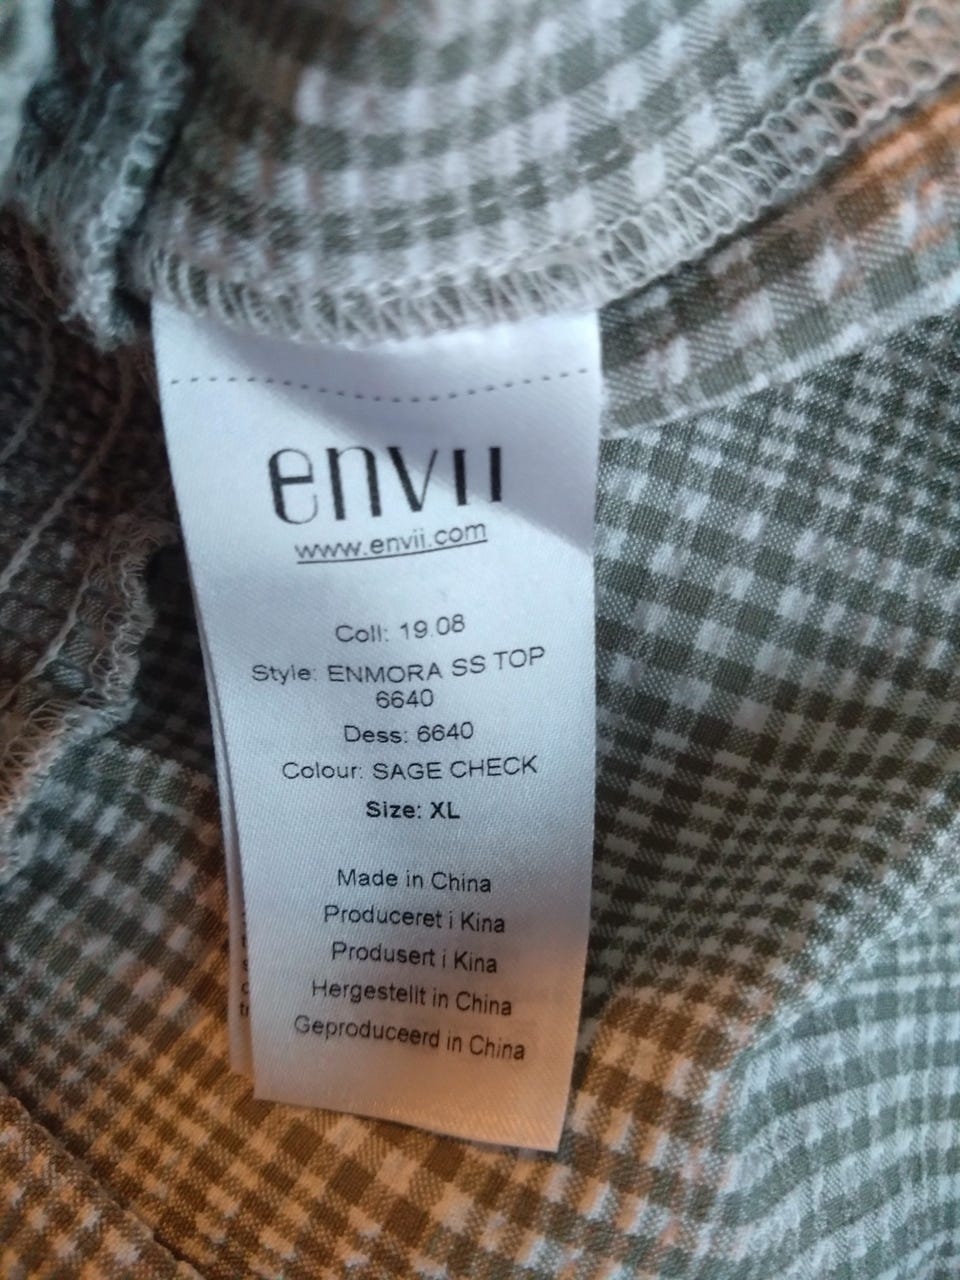 envii
www.envii.com
Coll: 19.08
Style: ENMORA SS TOP
6640
Dess: 6640
Colour: SAGE CHECK
Size: XL
Made in China
Produceret i Kina
Produsert i Kina
Hergestellt in China
Geproduceerd in China